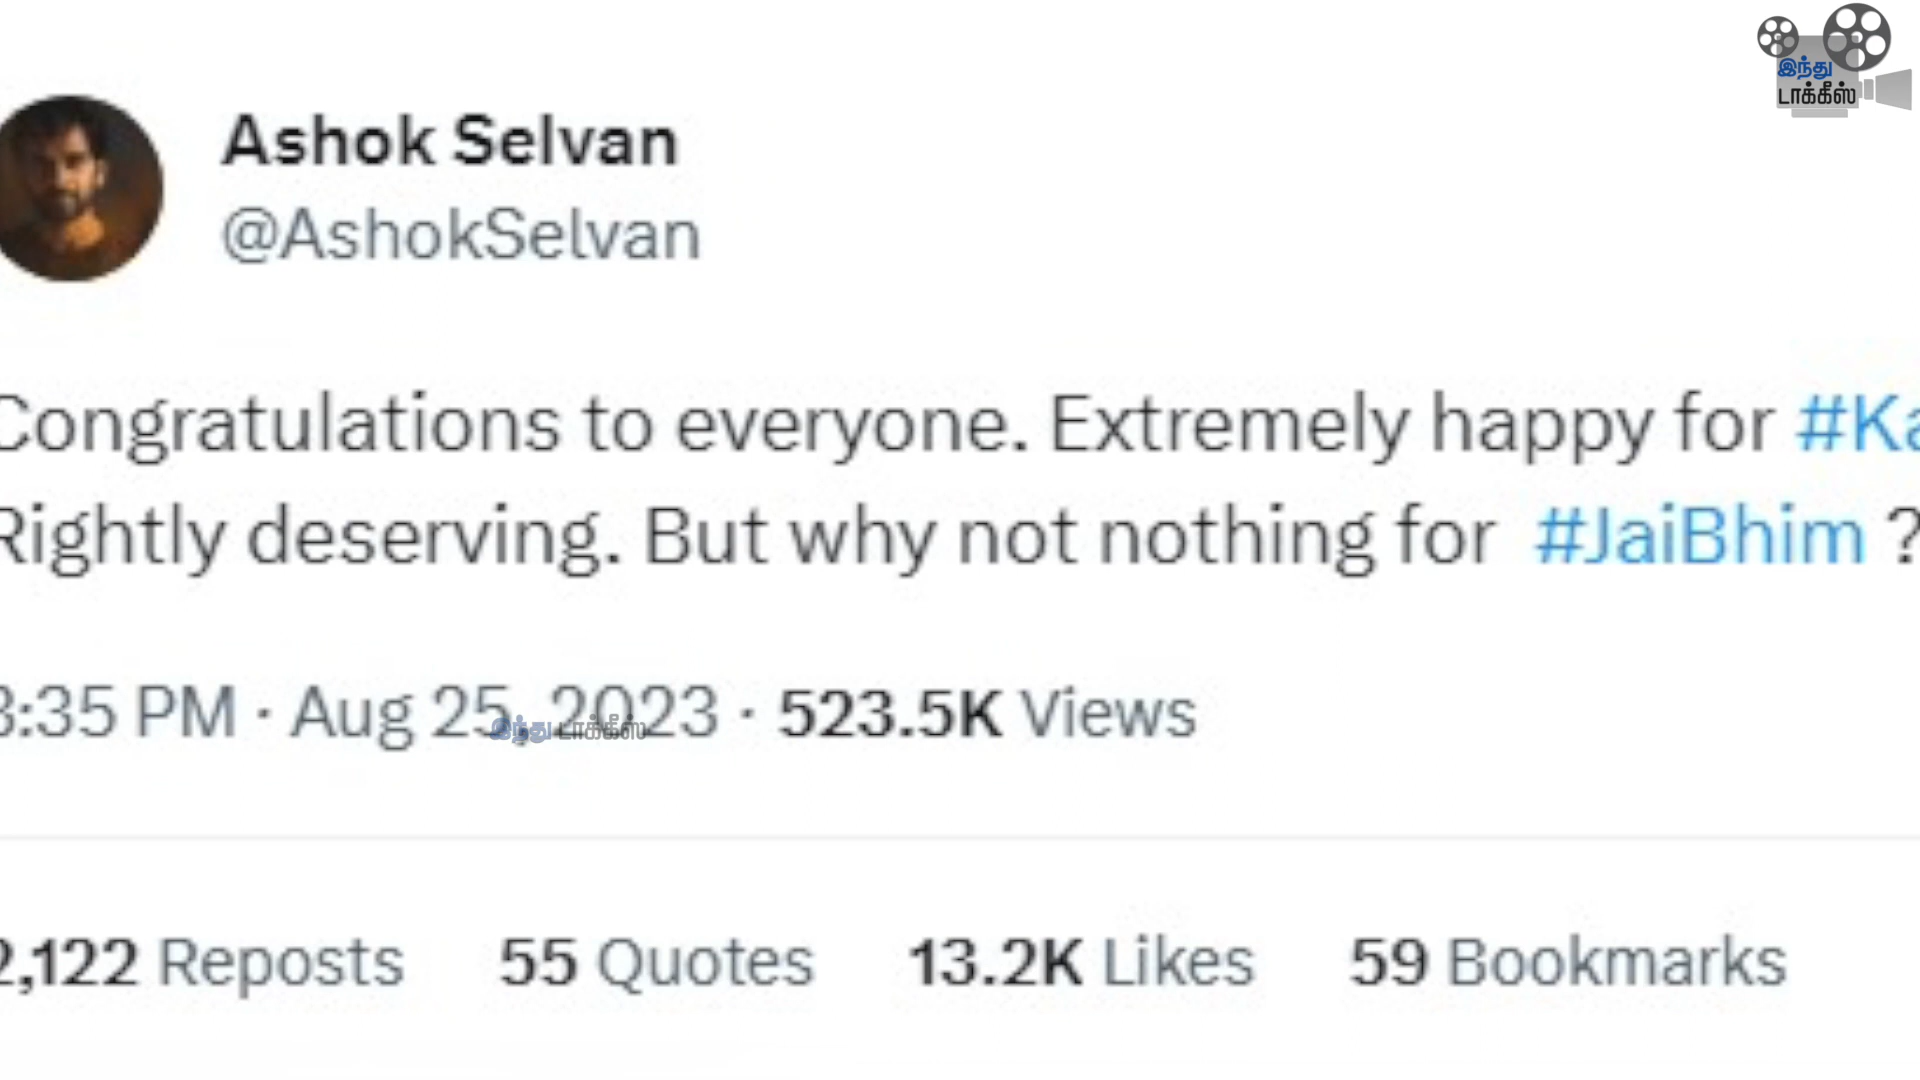 இந்து
டாக்கீஸ்
Ashok Selvan
@AshokSelvan
Congratulations to everyone. Extremely happy for #Ka
Rightly deserving. But why not nothing for #JaiBhim ?
:35 PM · Aug 25, 2023 · 523.5K Views
இந்து டாக்கீஸ்
2,122 Reposts 55 Quotes 13.2K Likes 59 Bookmarks